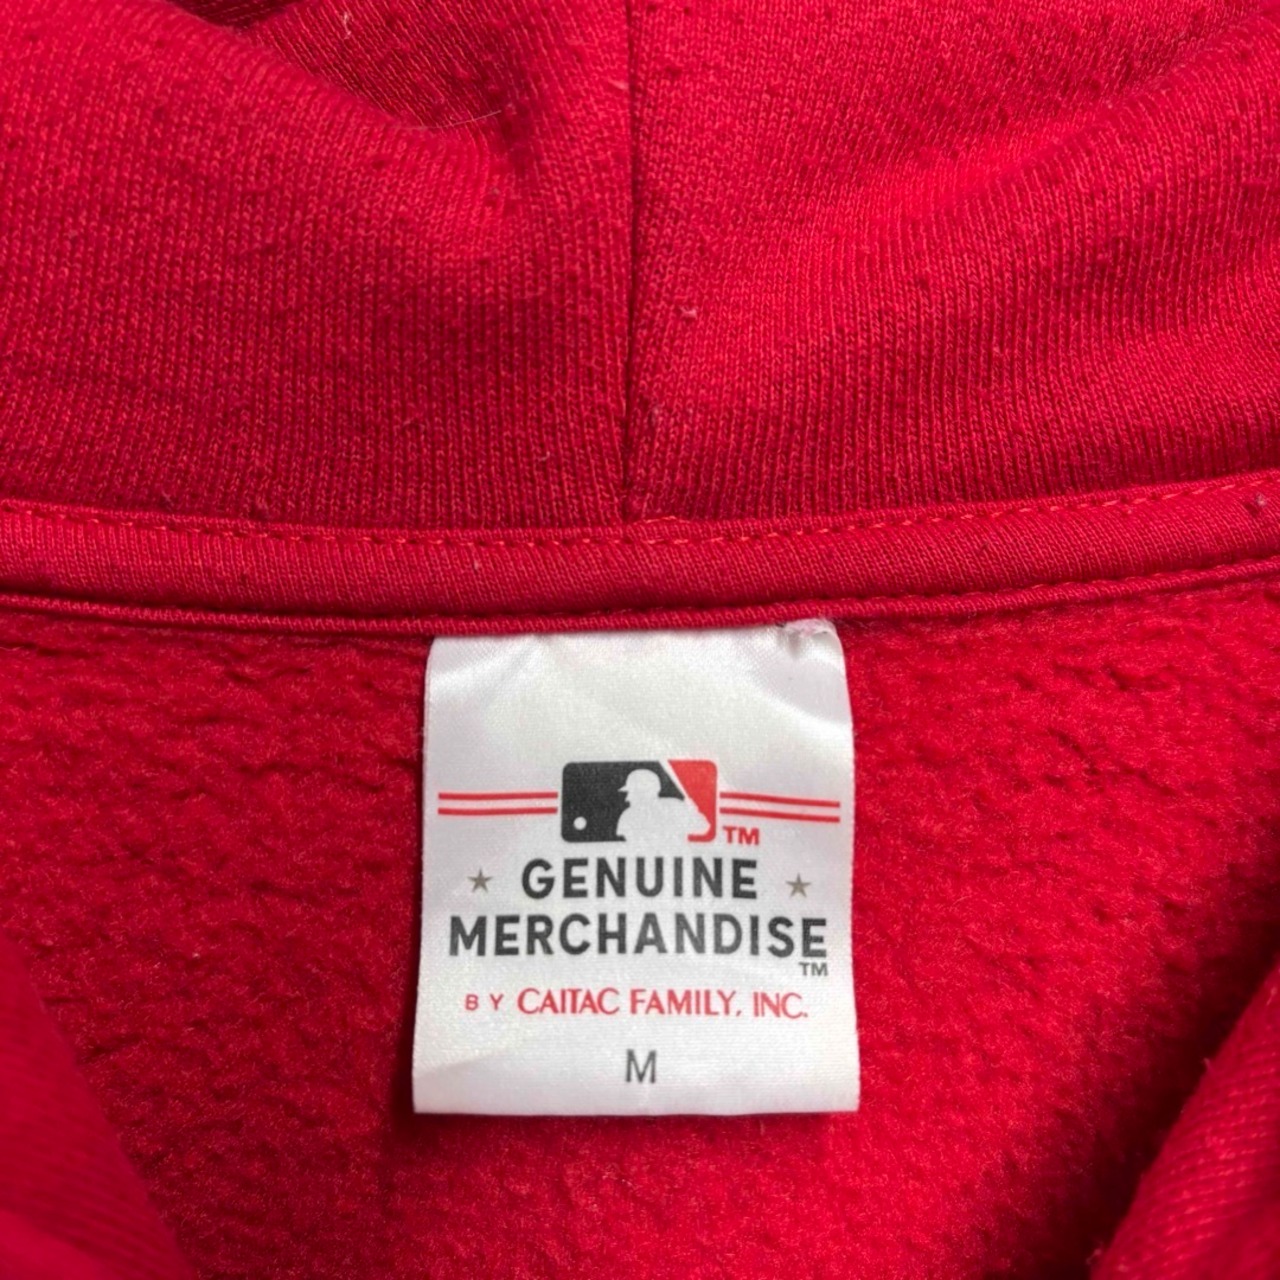 TM
GENUINE
MERCHANDISE
TM
BY CAITAC FAMILY, INC.
M